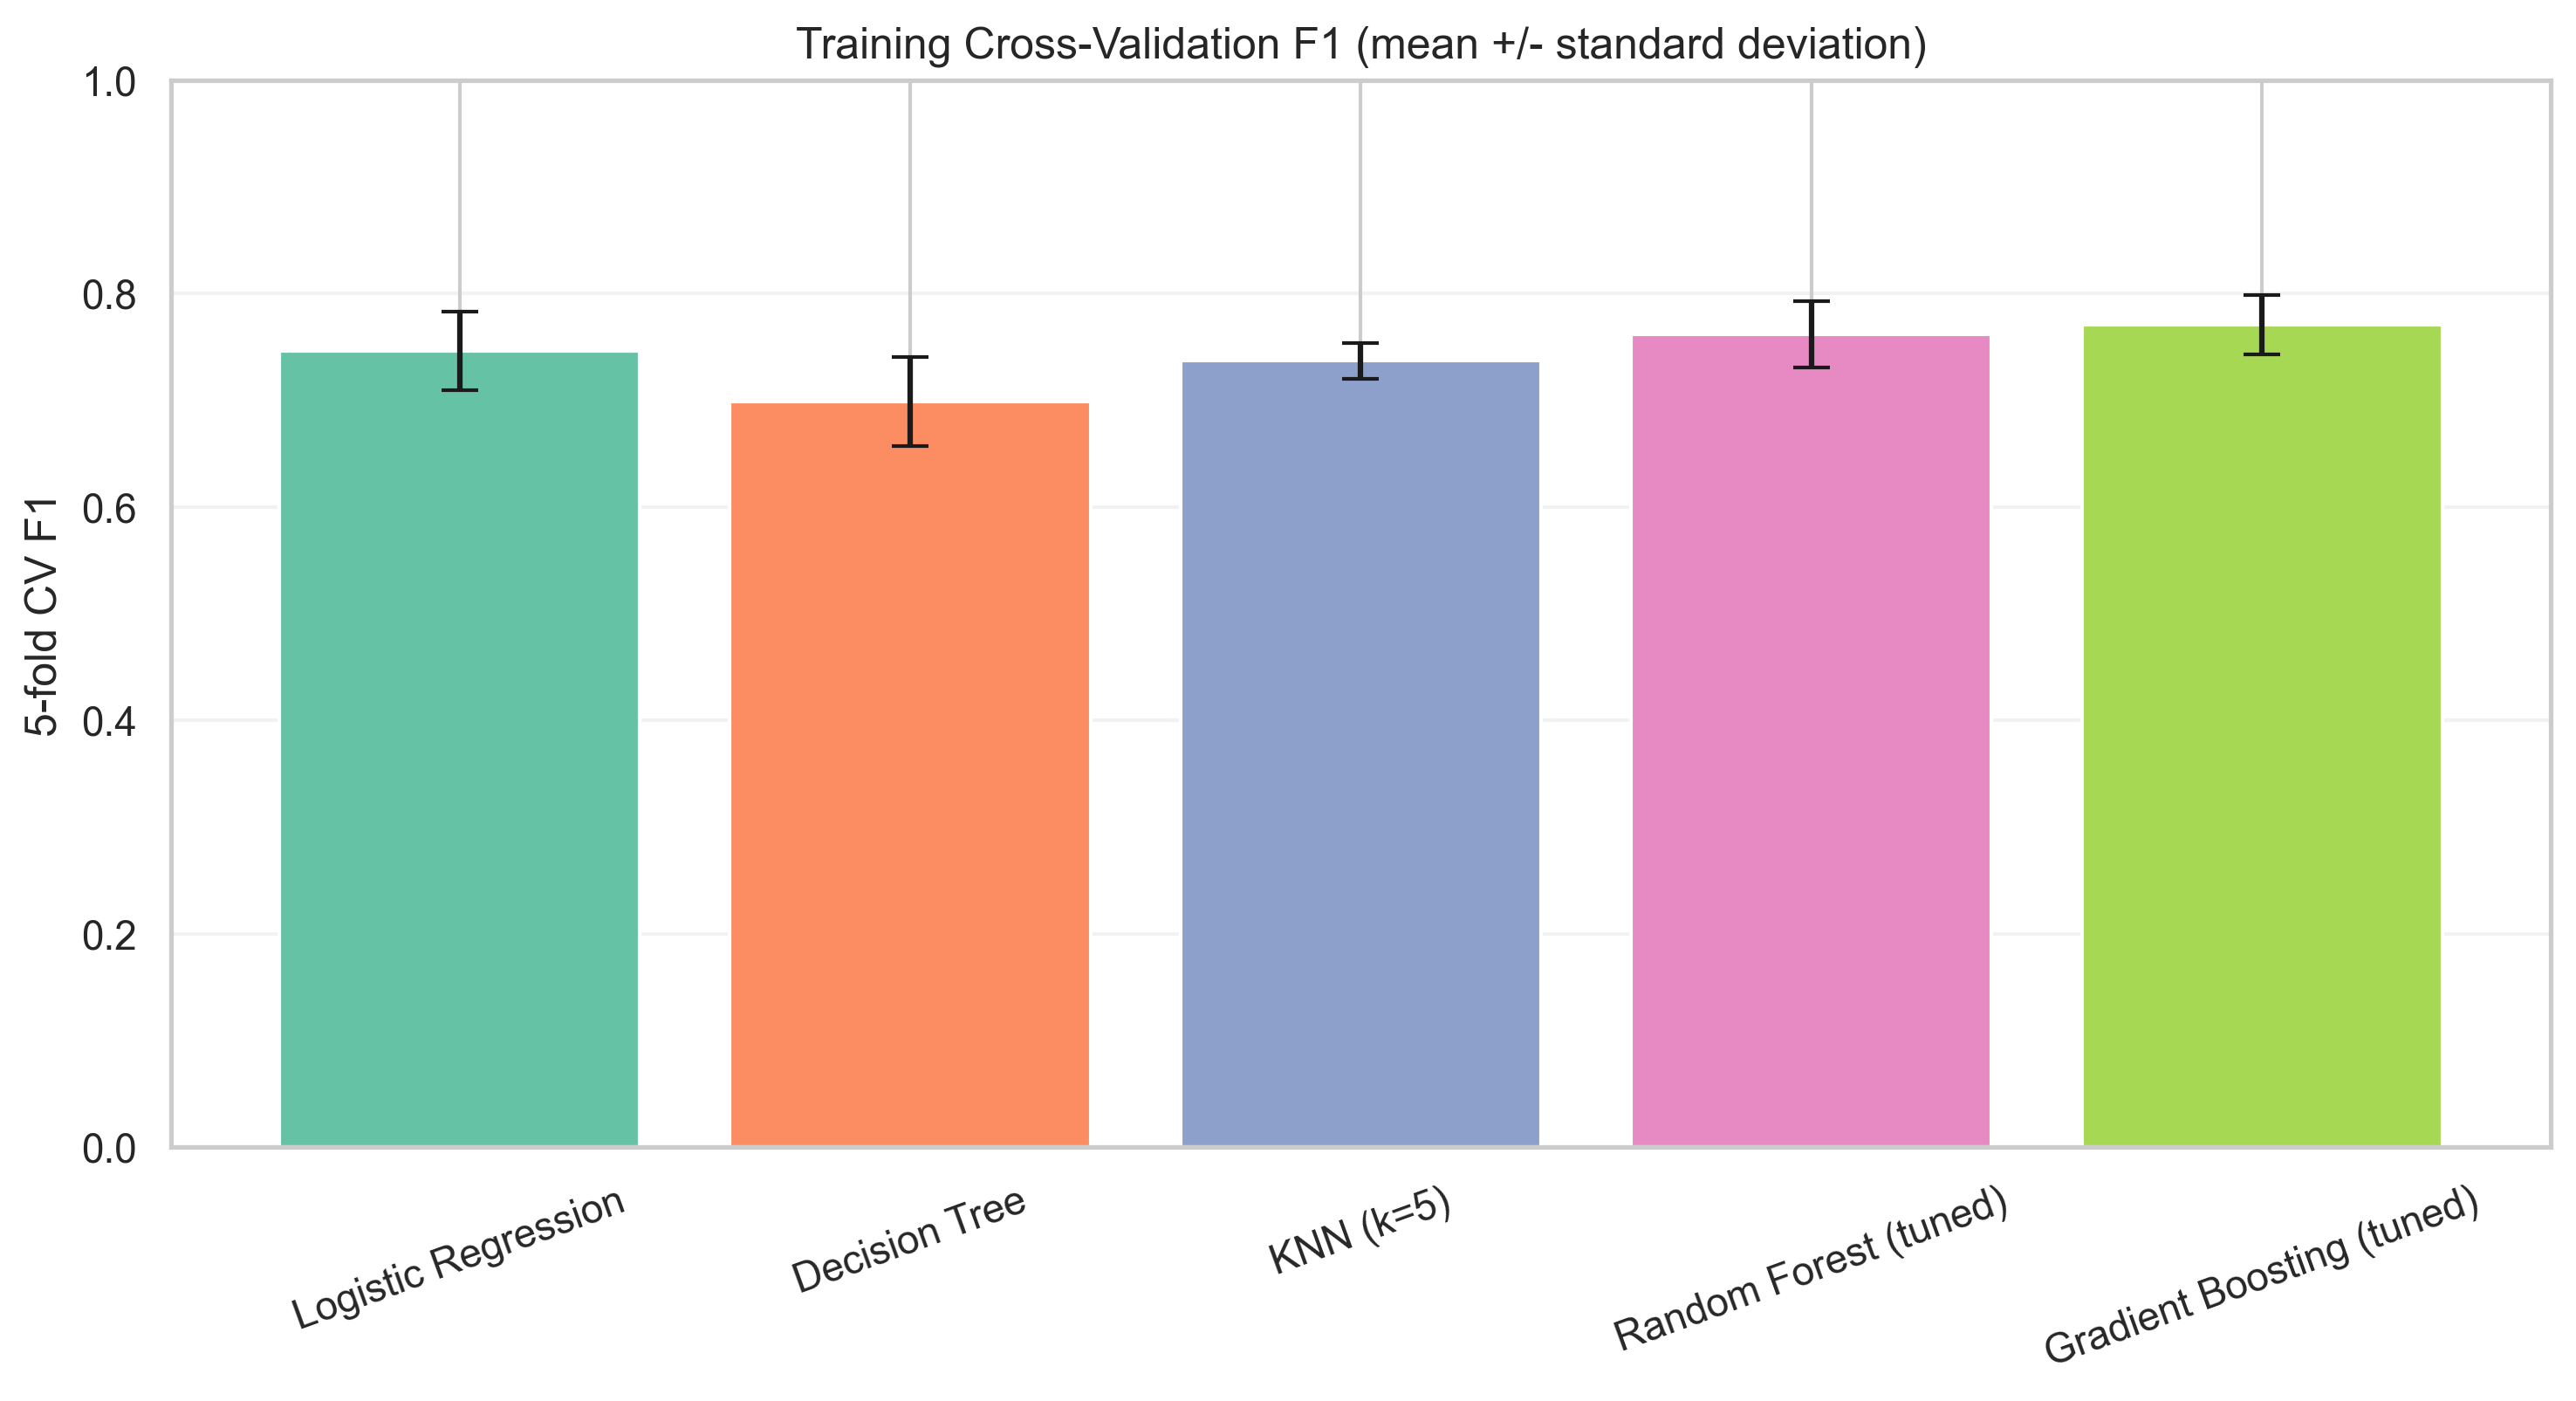 Training Cross-Validation F1 (mean +/- standard deviation)
5-fold CV F1
1.0
0.8
0.6
0.4
0.2
0.0
Logistic Regression
Decision Tree
KNN (k=5)
Random Forest (tuned)
Gradient Boosting (tuned)